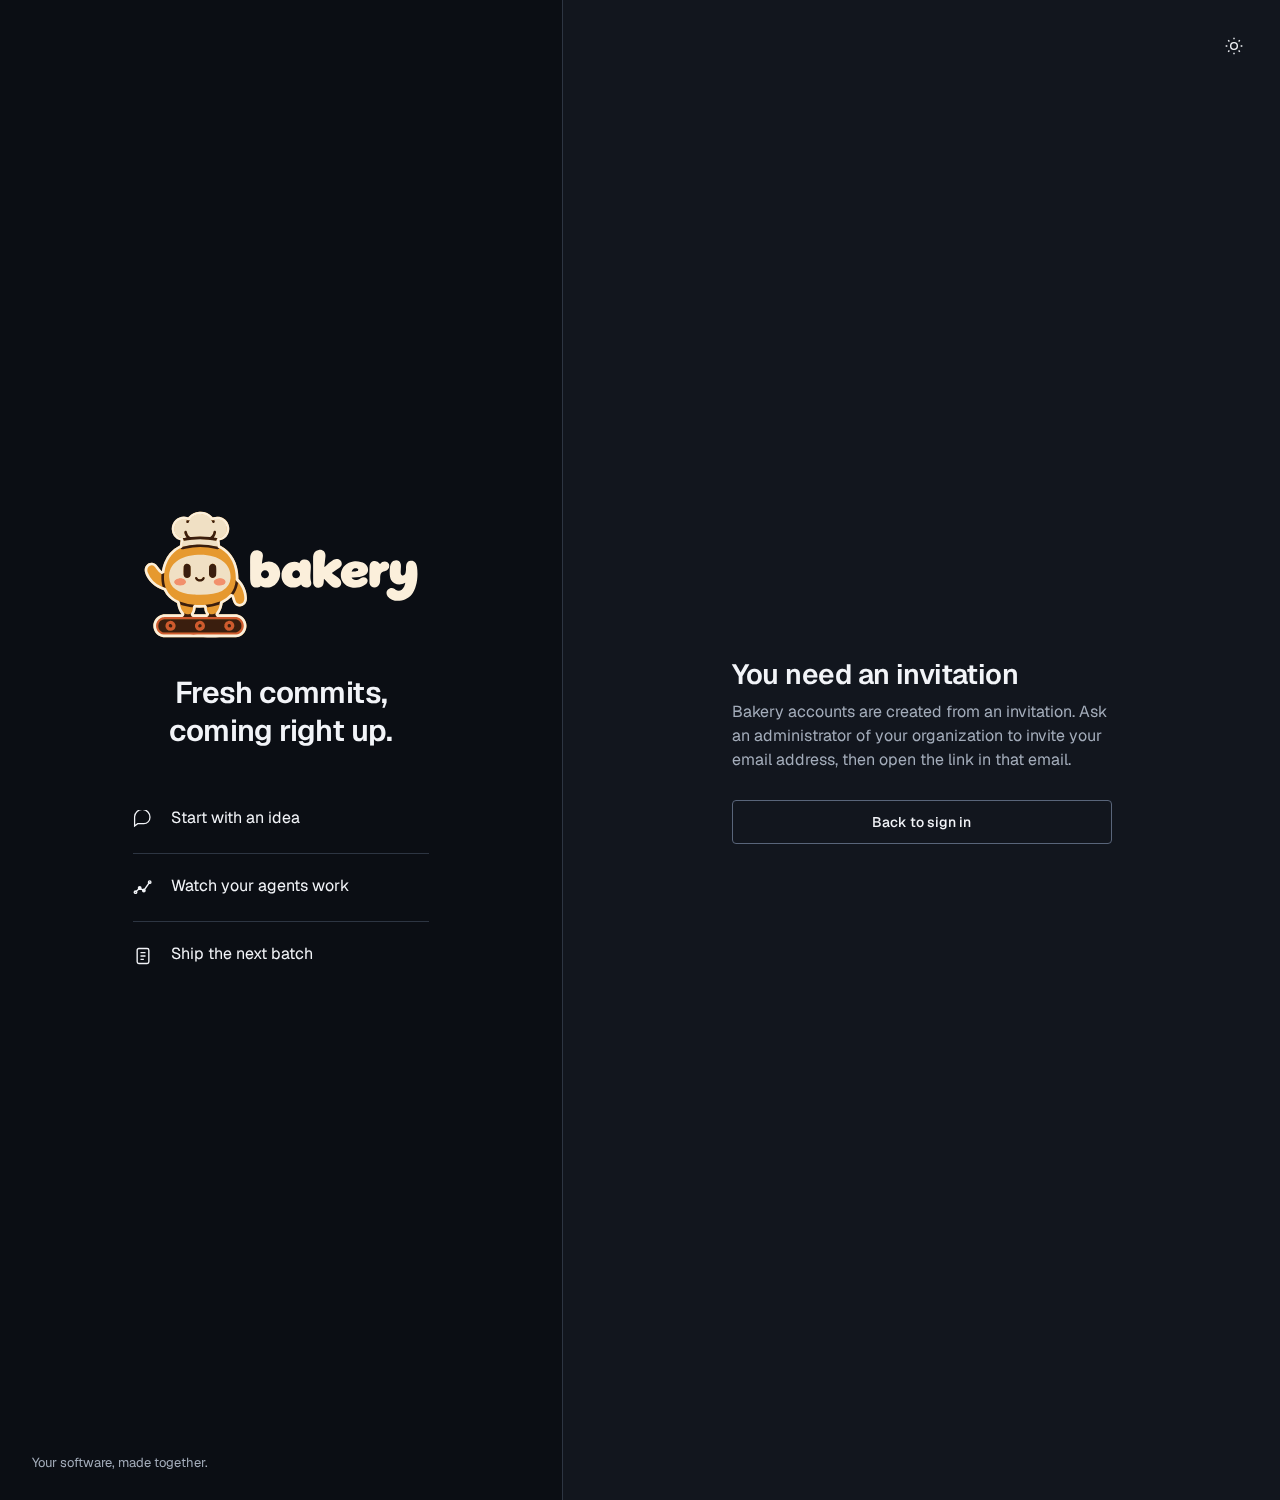 bakery
Fresh commits,
coming right up.
Start with an idea
Watch your agents work
Ship the next batch
Your software, made together.
You need an invitation
Bakery accounts are created from an invitation. Ask
an administrator of your organization to invite your
email address, then open the link in that email.
Back to sign in